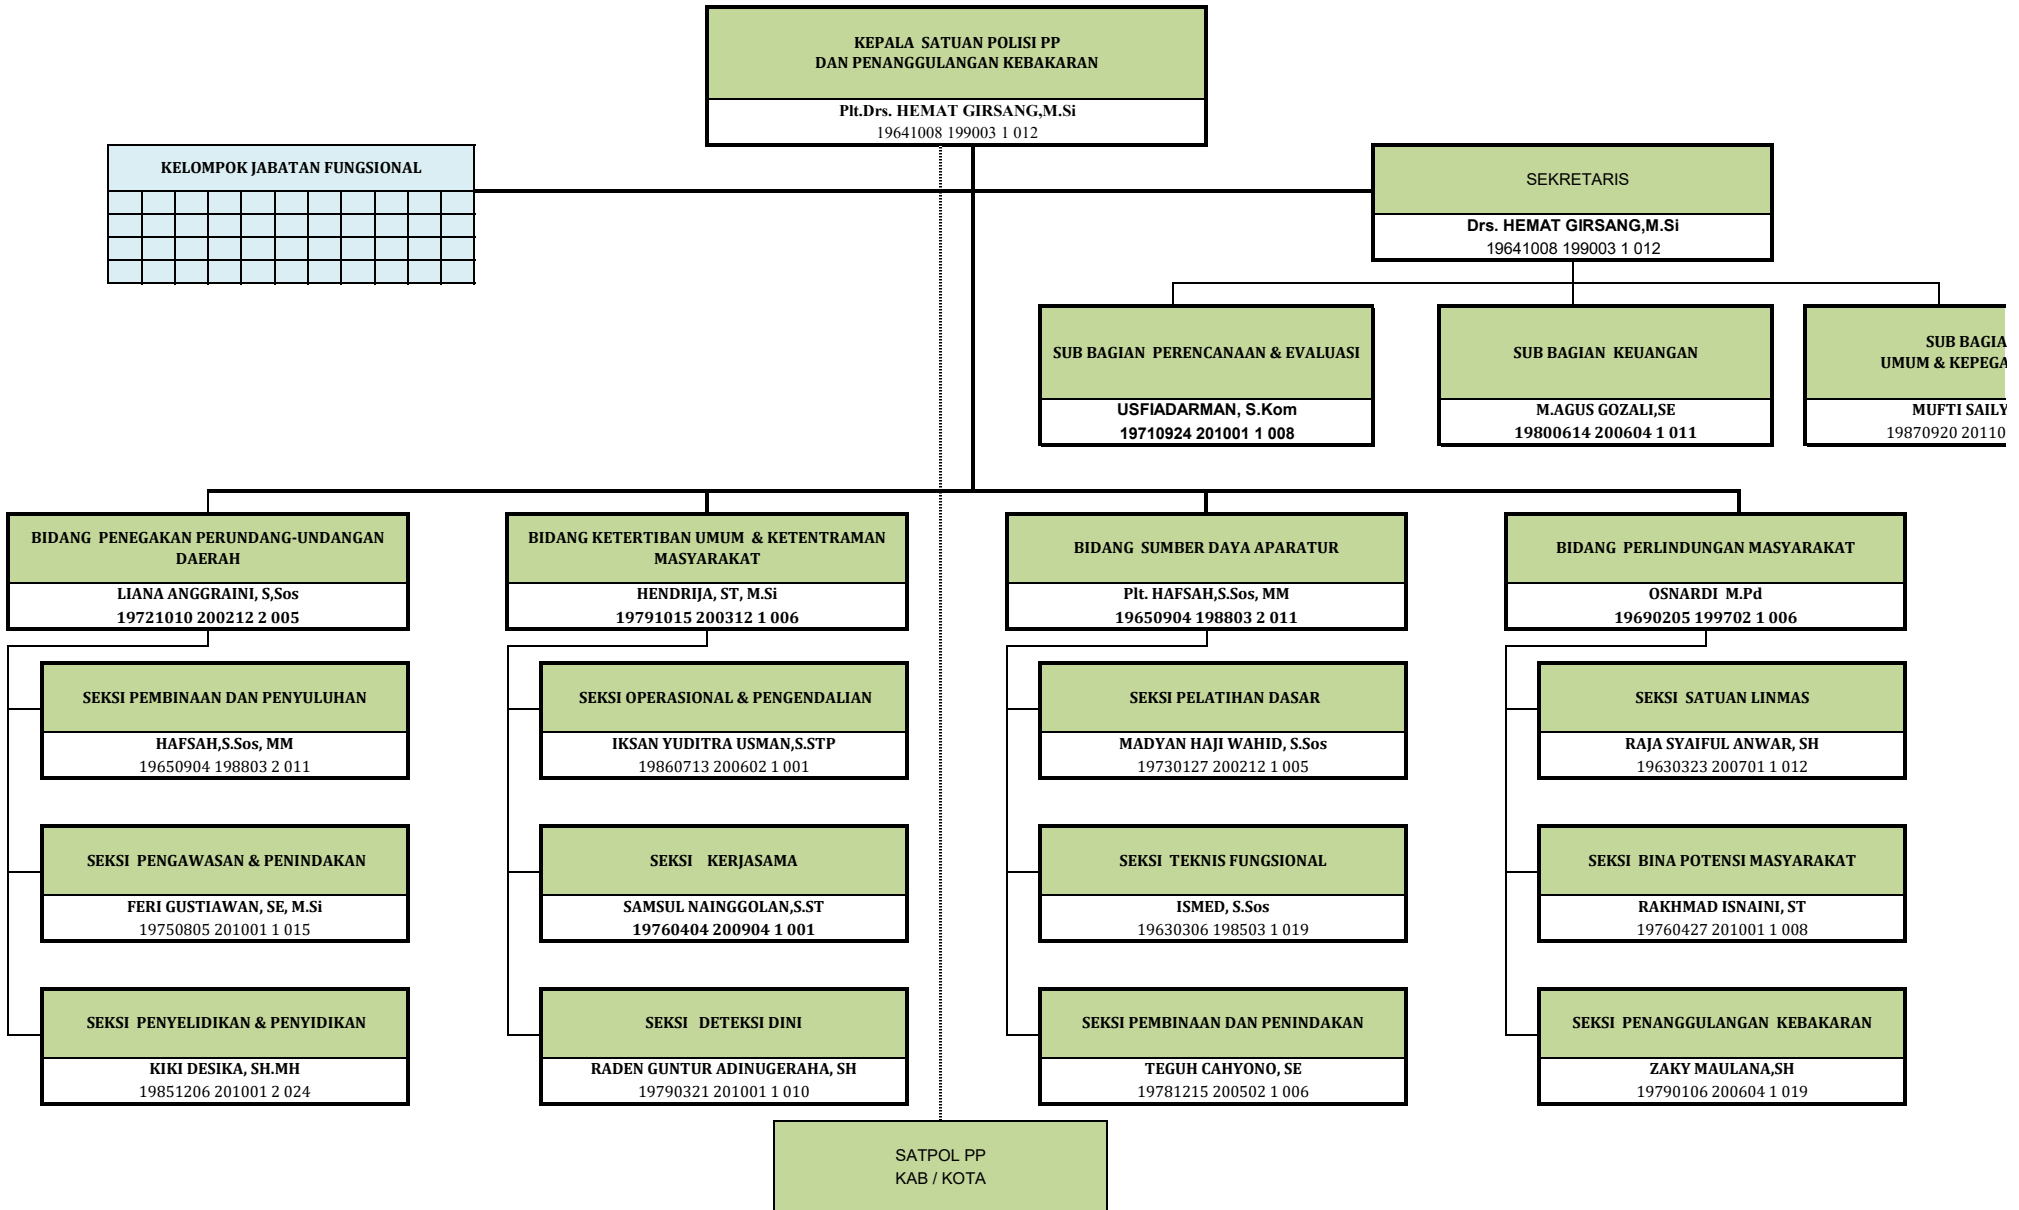 KEPALA SATUAN POLISI PP
DAN PENANGGULANGAN KEBAKARAN
Plt.Drs. HEMAT GIRSANG,M.Si
19641008 199003 1 012
KELOMPOK JABATAN FUNGSIONAL
SEKRETARIS
Drs. HEMAT GIRSANG,M.Si
19641008 199003 1 012
SUB BAGIAN PERENCANAAN & EVALUASI
USFIADARMAN, S.Kom
19710924 201001 1 008
SUB BAGIAN KEUANGAN
M.AGUS GOZALI,SE
19800614 200604 1 011
SUB BAGIA
UMUM & KEPEGA
MUFTI SAILY
19870920 20110
BIDANG PENEGAKAN PERUNDANG-UNDANGAN
DAERAH
LIANA ANGGRAINI, S,Sos
19721010 200212 2 005
SEKSI PEMBINAAN DAN PENYULUHAN
HAFSAH,S.Sos, MM
19650904 198803 2 011
SEKSI PENGAWASAN & PENINDAKAN
FERI GUSTIAWAN, SE, M.Si
19750805 201001 1 015
SEKSI PENYELIDIKAN & PENYIDIKAN
KIKI DESIKA, SH.MH
19851206 201001 2 024
BIDANG KETERTIBAN UMUM & KETENTRAMAN
MASYARAKAT
HENDRIJA, ST, M.Si
19791015 200312 1 006
SEKSI OPERASIONAL & PENGENDALIAN
IKSAN YUDITRA USMAN,S.STP
19860713 200602 1 001
SEKSI KERJASAMA
SAMSUL NAINGGOLAN,S.ST
19760404 200904 1 001
SEKSI DETEKSI DINI
RADEN GUNTUR ADINUGERAHA, SH
19790321 201001 1 010
BIDANG SUMBER DAYA APARATUR
Plt. HAFSAH,S.Sos, MM
19650904 198803 2 011
SEKSI PELATIHAN DASAR
MADYAN HAJI WAHID, S.Sos
19730127 200212 1 005
SEKSI TEKNIS FUNGSIONAL
ISMED, S.Sos
19630306 198503 1 019
SEKSI PEMBINAAN DAN PENINDAKAN
TEGUH CAHYONO, SE
19781215 200502 1 006
BIDANG PERLINDUNGAN MASYARAKAT
OSNARDI M.Pd
19690205 199702 1 006
SEKSI SATUAN LINMAS
RAJA SYAIFUL ANWAR, SH
19630323 200701 1 012
SEKSI BINA POTENSI MASYARAKAT
RAKHMAD ISNAINI, ST
19760427 201001 1 008
SEKSI PENANGGULANGAN KEBAKARAN
ZAKY MAULANA,SH
19790106 200604 1 019
SATPOL PP
KAB / KOTA